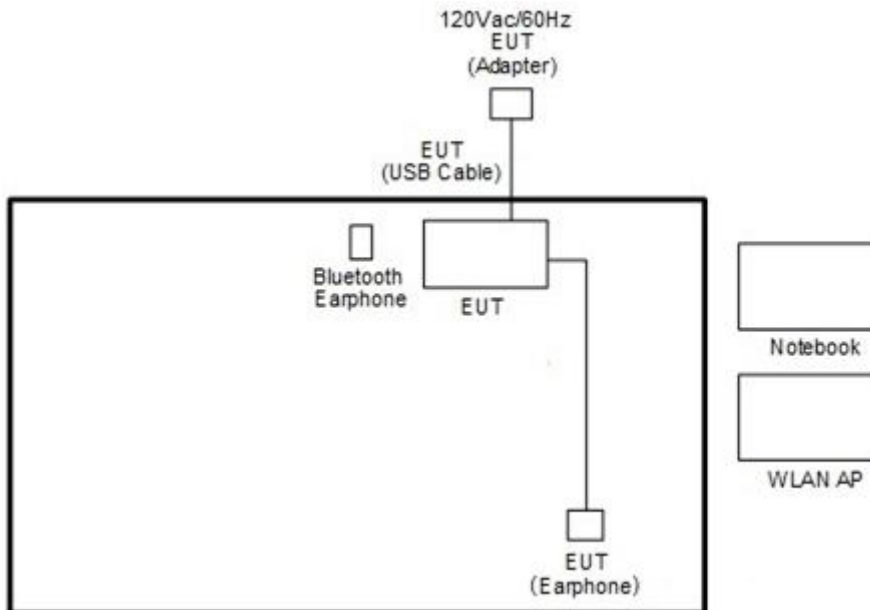 120Vac/60Hz
EUT
(Adapter)
EUT
(USB Cable)
Bluetooth
Earphone
EUT
Notebook
WLAN AP
EUT
(Earphone)